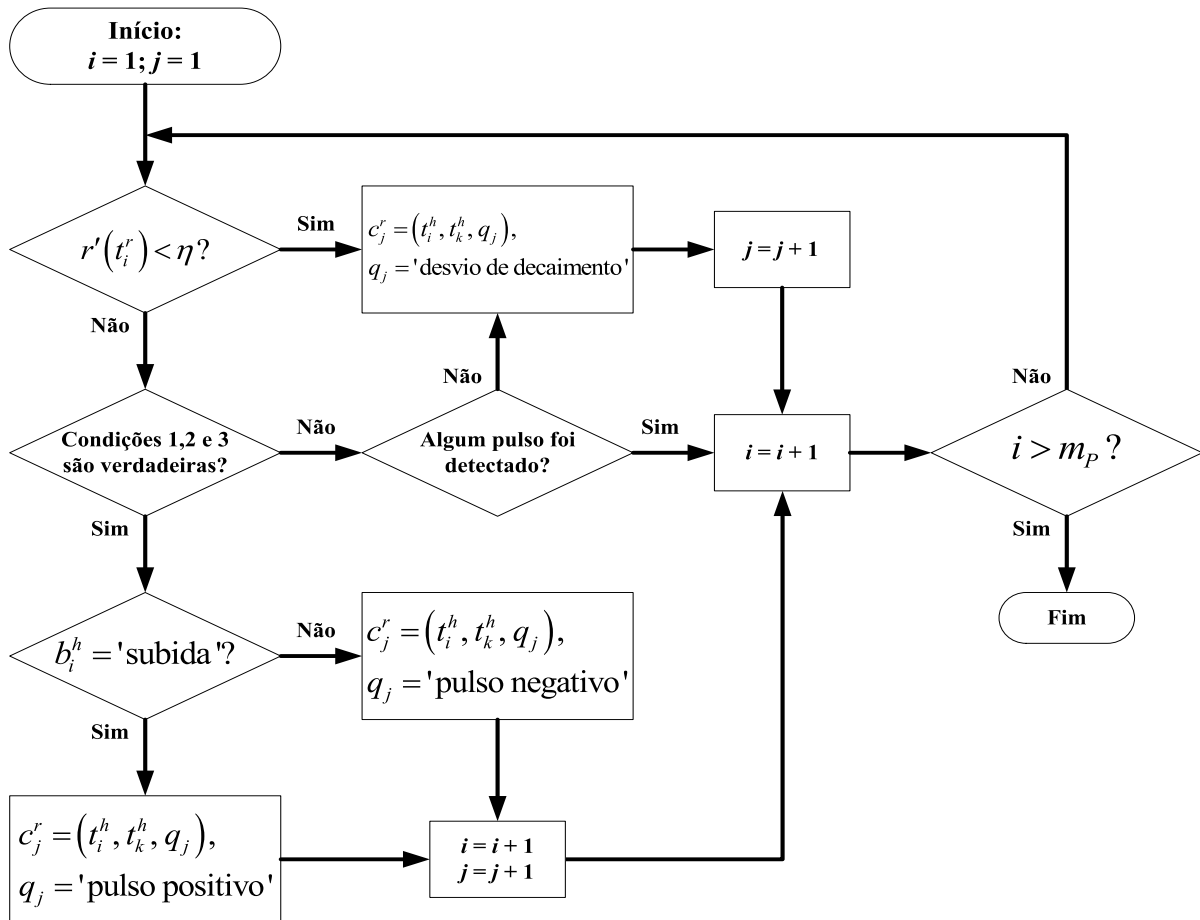 Início:
i = 1; j = 1
r′(tᵢʳ) < η?
Sim
cⱼʳ = (tᵢʰ, tₖʰ, qⱼ),
qⱼ = 'desvio de decaimento'
j = j + 1
Não
Não
Não
Condições 1,2 e 3
são verdadeiras?
Não
Algum pulso foi
detectado?
Sim
i = i + 1
i > m_P ?
Sim
Sim
Fim
bᵢʰ = 'subida'?
Não
cⱼʳ = (tᵢʰ, tₖʰ, qⱼ),
qⱼ = 'pulso negativo'
Sim
cⱼʳ = (tᵢʰ, tₖʰ, qⱼ),
qⱼ = 'pulso positivo'
i = i + 1
j = j + 1